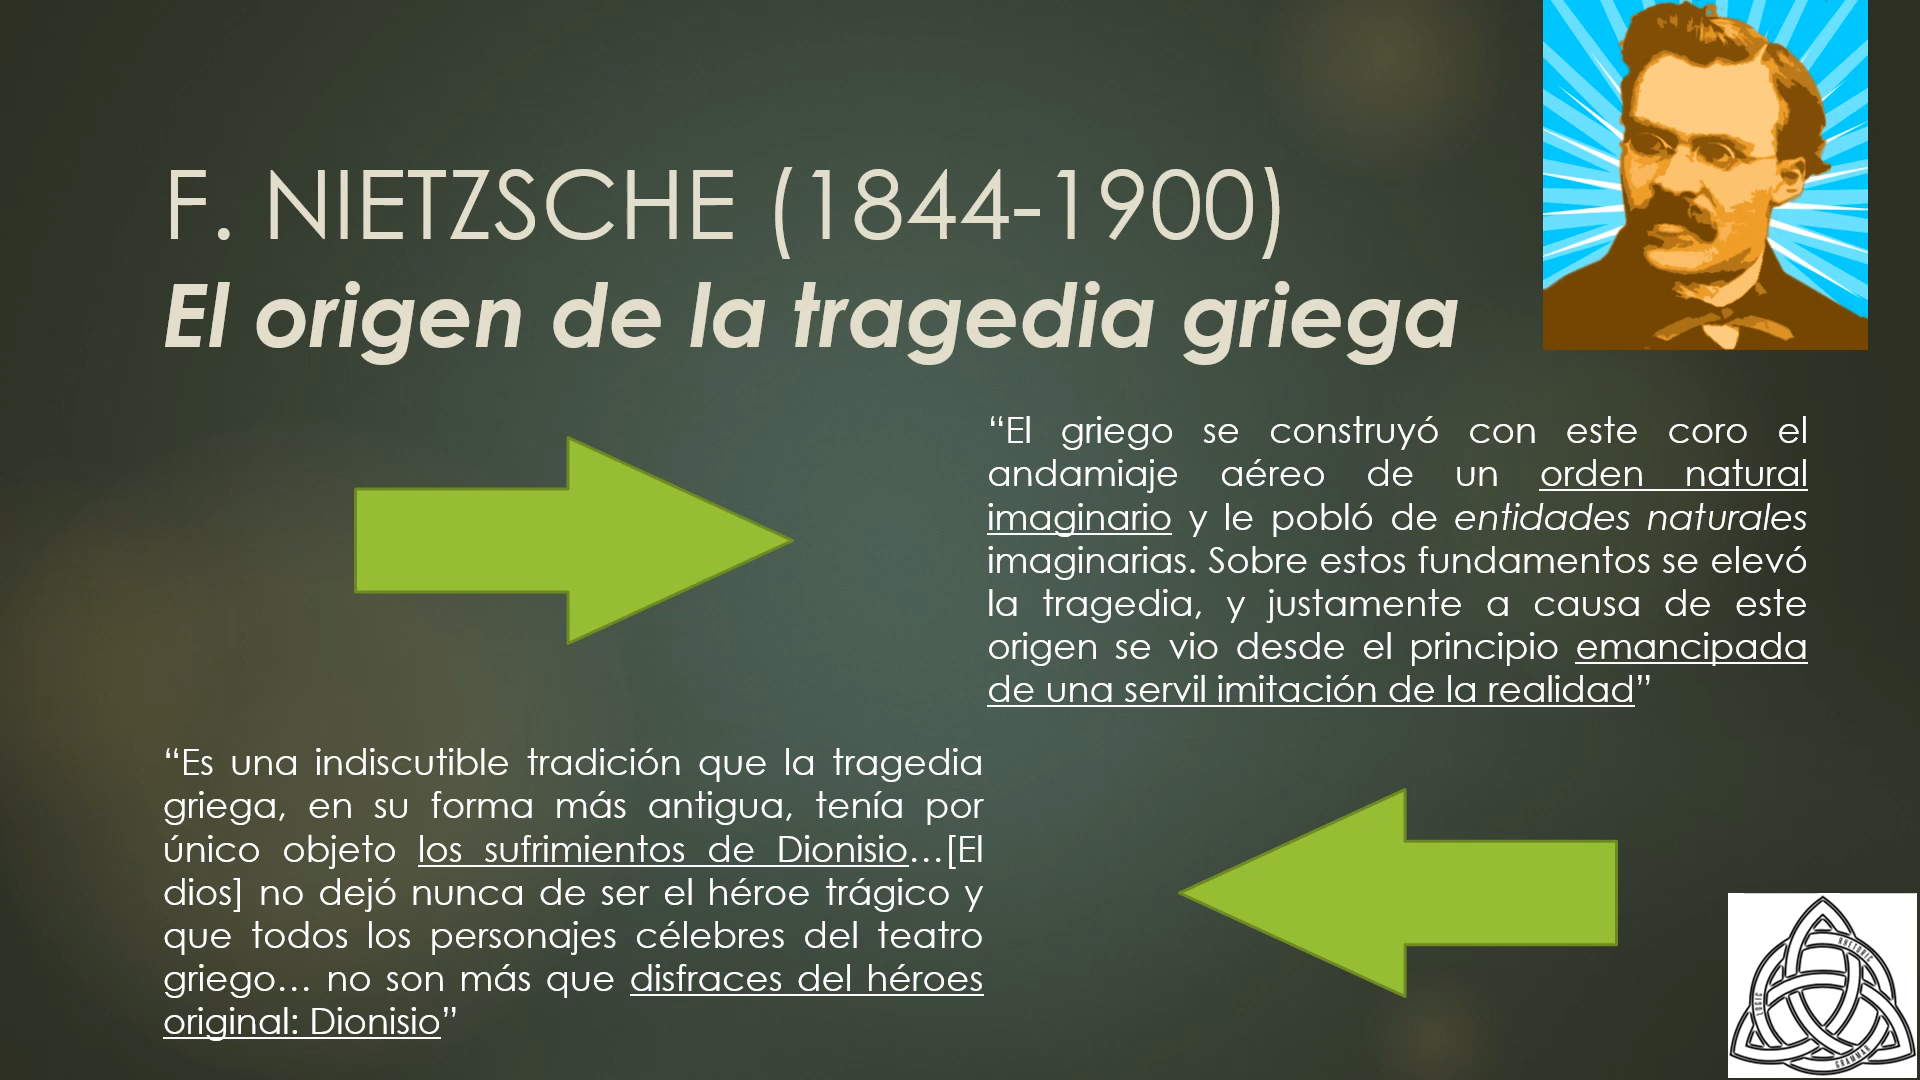 F. NIETZSCHE (1844-1900)
El origen de la tragedia griega
“El griego se construyó con este coro el
andamiaje aéreo de un orden natural
imaginario y le pobló de entidades naturales
imaginarias. Sobre estos fundamentos se elevó
la tragedia, y justamente a causa de este
origen se vio desde el principio emancipada
de una servil imitación de la realidad”
“Es una indiscutible tradición que la tragedia
griega, en su forma más antigua, tenía por
único objeto los sufrimientos de Dionisio…[El
dios] no dejó nunca de ser el héroe trágico y
que todos los personajes célebres del teatro
griego… no son más que disfraces del héroes
original: Dionisio”
RHETORIC
LOGIC
GRAMMAR